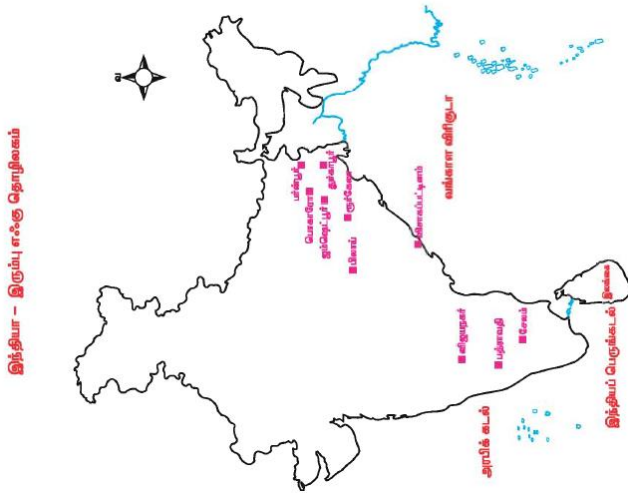 இந்தியா – இரும்பு எஃகு தொழிலகம்
வ
பர்ன்பூர்
பொகாரோ
துர்காபூர்
ஜாம்ஷெட்பூர்
ரூர்கேலா
பிலாய்
விசாகப்பட்டினம்
வங்காள விரிகுடா
விஜயநகர்
பத்ராவதி
சேலம்
அரபிக் கடல்
இலங்கை
இந்தியப் பெருங்கடல்